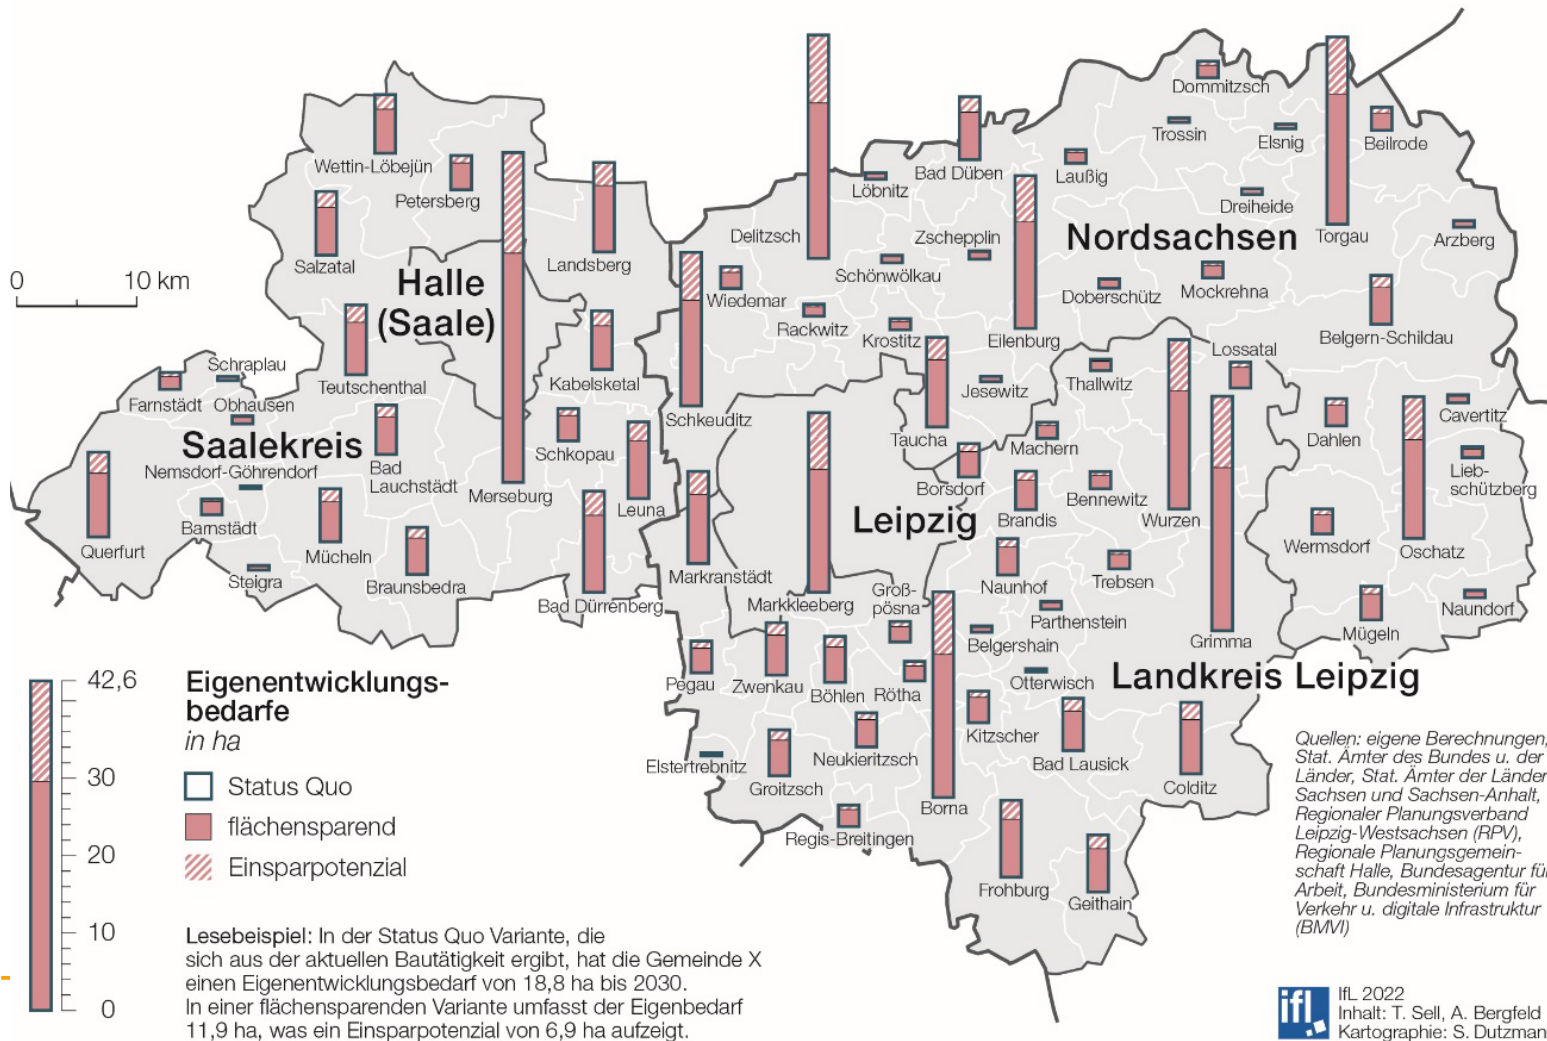 Dommitzsch
Trossin
Elsnig
Beilrode
Wettin-Löbejün
Petersberg
Löbnitz
Bad Düben
Laußig
Dreiheide
Torgau
Arzberg
Salzatal
Landsberg
Delitzsch
Zschepplin
Nordsachsen
0
10 km
Halle
(Saale)
Wiedemar
Schönwölkau
Doberschütz
Mockrehna
Rackwitz
Krostitz
Eilenburg
Belgern-Schildau
Schraplau
Teutschenthal
Kabelsketal
Lossatal
Farnstädt
Obhausen
Schkeuditz
Taucha
Jesewitz
Thallwitz
Cavertitz
Saalekreis
Nemsdorf-Göhrendorf
Bad
Lauchstädt
Schkopau
Machern
Dahlen
Lieb-
schützberg
Merseburg
Leuna
Borsdorf
Bennewitz
Barnstädt
Leipzig
Brandis
Wurzen
Querfurt
Mücheln
Wermsdorf
Oschatz
Steigra
Braunsbedra
Bad Dürrenberg
Markranstädt
Markkleeberg
Groß-
pösna
Naunhof
Trebsen
Parthenstein
Grimma
Mügeln
Naundorf
Belgershain
Pegau
Zwenkau
Böhlen
Rötha
Otterwisch
Landkreis Leipzig
Kitzscher
Elstertrebnitz
Neukieritzsch
Bad Lausick
Groitzsch
Borna
Colditz
Regis-Breitingen
Frohburg
Geithain
42,6
30
20
10
0
Eigenentwicklungs-
bedarfe
in ha
Status Quo
flächensparend
Einsparpotenzial
Lesebeispiel: In der Status Quo Variante, die
sich aus der aktuellen Bautätigkeit ergibt, hat die Gemeinde X
einen Eigenentwicklungsbedarf von 18,8 ha bis 2030.
In einer flächensparenden Variante umfasst der Eigenbedarf
11,9 ha, was ein Einsparpotenzial von 6,9 ha aufzeigt.
Quellen: eigene Berechnungen,
Stat. Ämter des Bundes u. der
Länder, Stat. Ämter der Länder
Sachsen und Sachsen-Anhalt,
Regionaler Planungsverband
Leipzig-Westsachsen (RPV),
Regionale Planungsgemein-
schaft Halle, Bundesagentur für
Arbeit, Bundesministerium für
Verkehr u. digitale Infrastruktur
(BMVI)
ifl
IfL 2022
Inhalt: T. Sell, A. Bergfeld
Kartographie: S. Dutzman